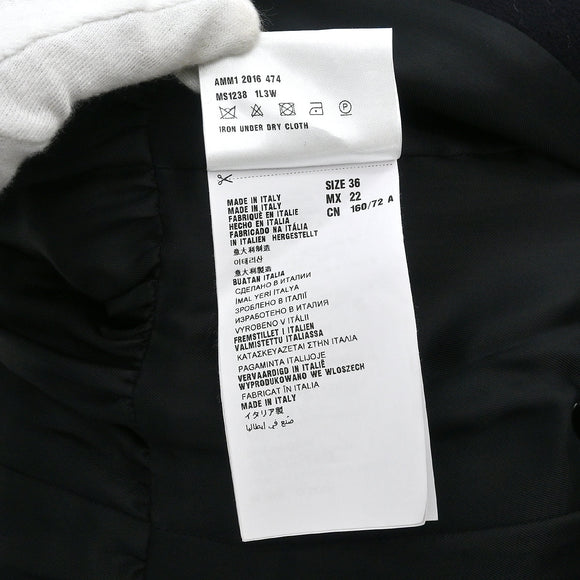 AMM1 2016 474
MS1238 1L3W
P
IRON UNDER DRY CLOTH
SIZE 36
MX 22
CN 160/72 A
MADE IN ITALY
MADE IN ITALY
FABRIQUÉ EN ITALIE
HECHO EN ITALIA
FABRICADO NA ITÁLIA
IN ITALIEN HERGESTELLT
意大利制造
이태리산
意大利製造
BUATAN ITALIA
СДЕЛАНО В ИТАЛИИ
İMAL YERİ İTALYA
ЗРОБЛЕНО В ІТАЛІЇ
ИЗРАБОТЕНО В ИТАЛИЯ
VYROBENO V ITÁLII
FREMSTILLET I ITALIEN
VALMISTETTU ITALIASSA
ΚΑΤΑΣΚΕΥΑΖΕΤΑΙ ΣΤΗΝ ΙΤΑΛΙΑ
PAGAMINTA ITALIJOJE
VERVAARDIGD IN ITALIË
WYPRODUKOWANO WE WLOSZECH
FABRICAT ÎN ITALIA
MADE IN ITALY
イタリア製
صنع في إيطاليا